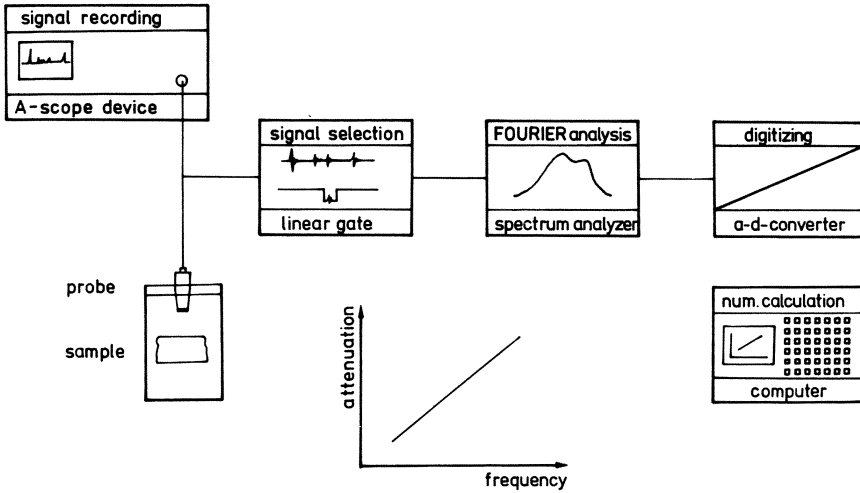 signal recording
A-scope device
signal selection
linear gate
FOURIER analysis
spectrum analyzer
digitizing
a-d-converter
probe
sample
attenuation
frequency
num. calculation
computer